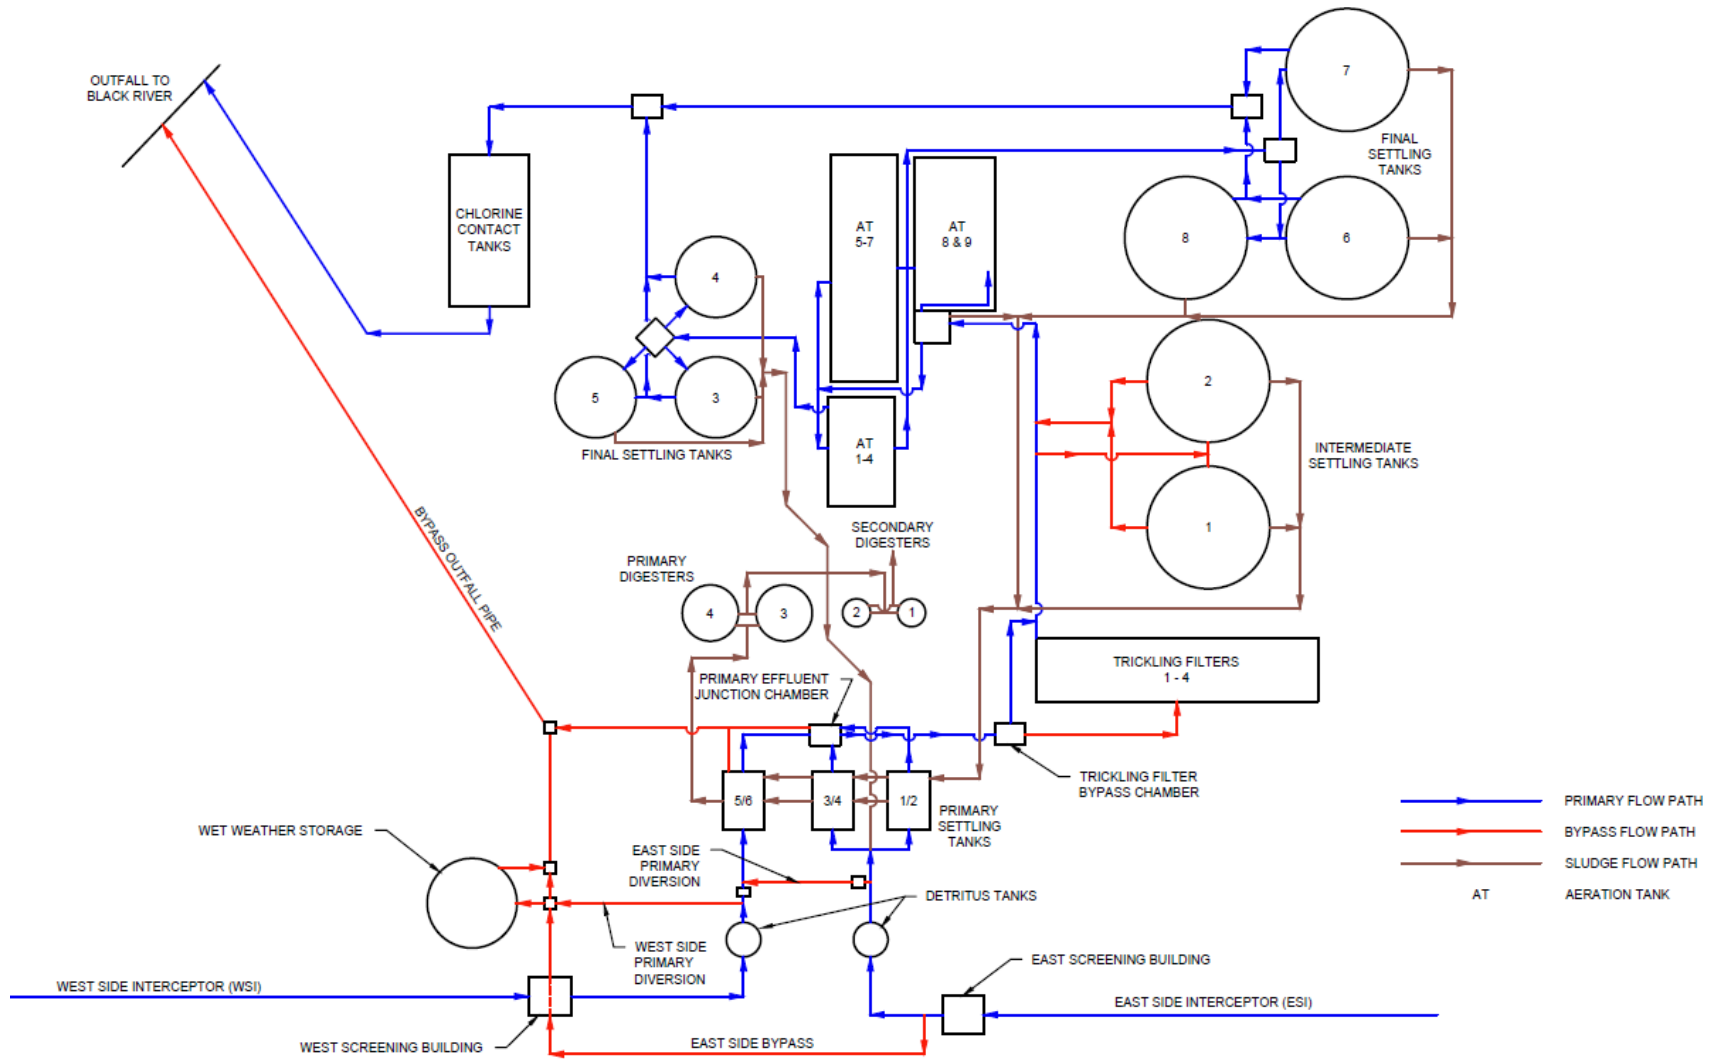 7
OUTFALL TO
BLACK RIVER
FINAL
SETTLING
TANKS
CHLORINE
CONTACT
TANKS
AT
5-7
AT
8 & 9
8
6
4
5
3
2
AT
1-4
FINAL SETTLING TANKS
INTERMEDIATE
SETTLING TANKS
1
BYPASS OUTFALL PIPE
SECONDARY
DIGESTERS
PRIMARY
DIGESTERS
4
3
2
1
TRICKLING FILTERS
1 - 4
PRIMARY EFFLUENT
JUNCTION CHAMBER
TRICKLING FILTER
BYPASS CHAMBER
5/6
3/4
1/2
PRIMARY
SETTLING
TANKS
PRIMARY FLOW PATH
BYPASS FLOW PATH
SLUDGE FLOW PATH
AT
AERATION TANK
WET WEATHER STORAGE
EAST SIDE
PRIMARY
DIVERSION
DETRITUS TANKS
WEST SIDE
PRIMARY
DIVERSION
EAST SCREENING BUILDING
WEST SIDE INTERCEPTOR (WSI)
EAST SIDE INTERCEPTOR (ESI)
WEST SCREENING BUILDING
EAST SIDE BYPASS